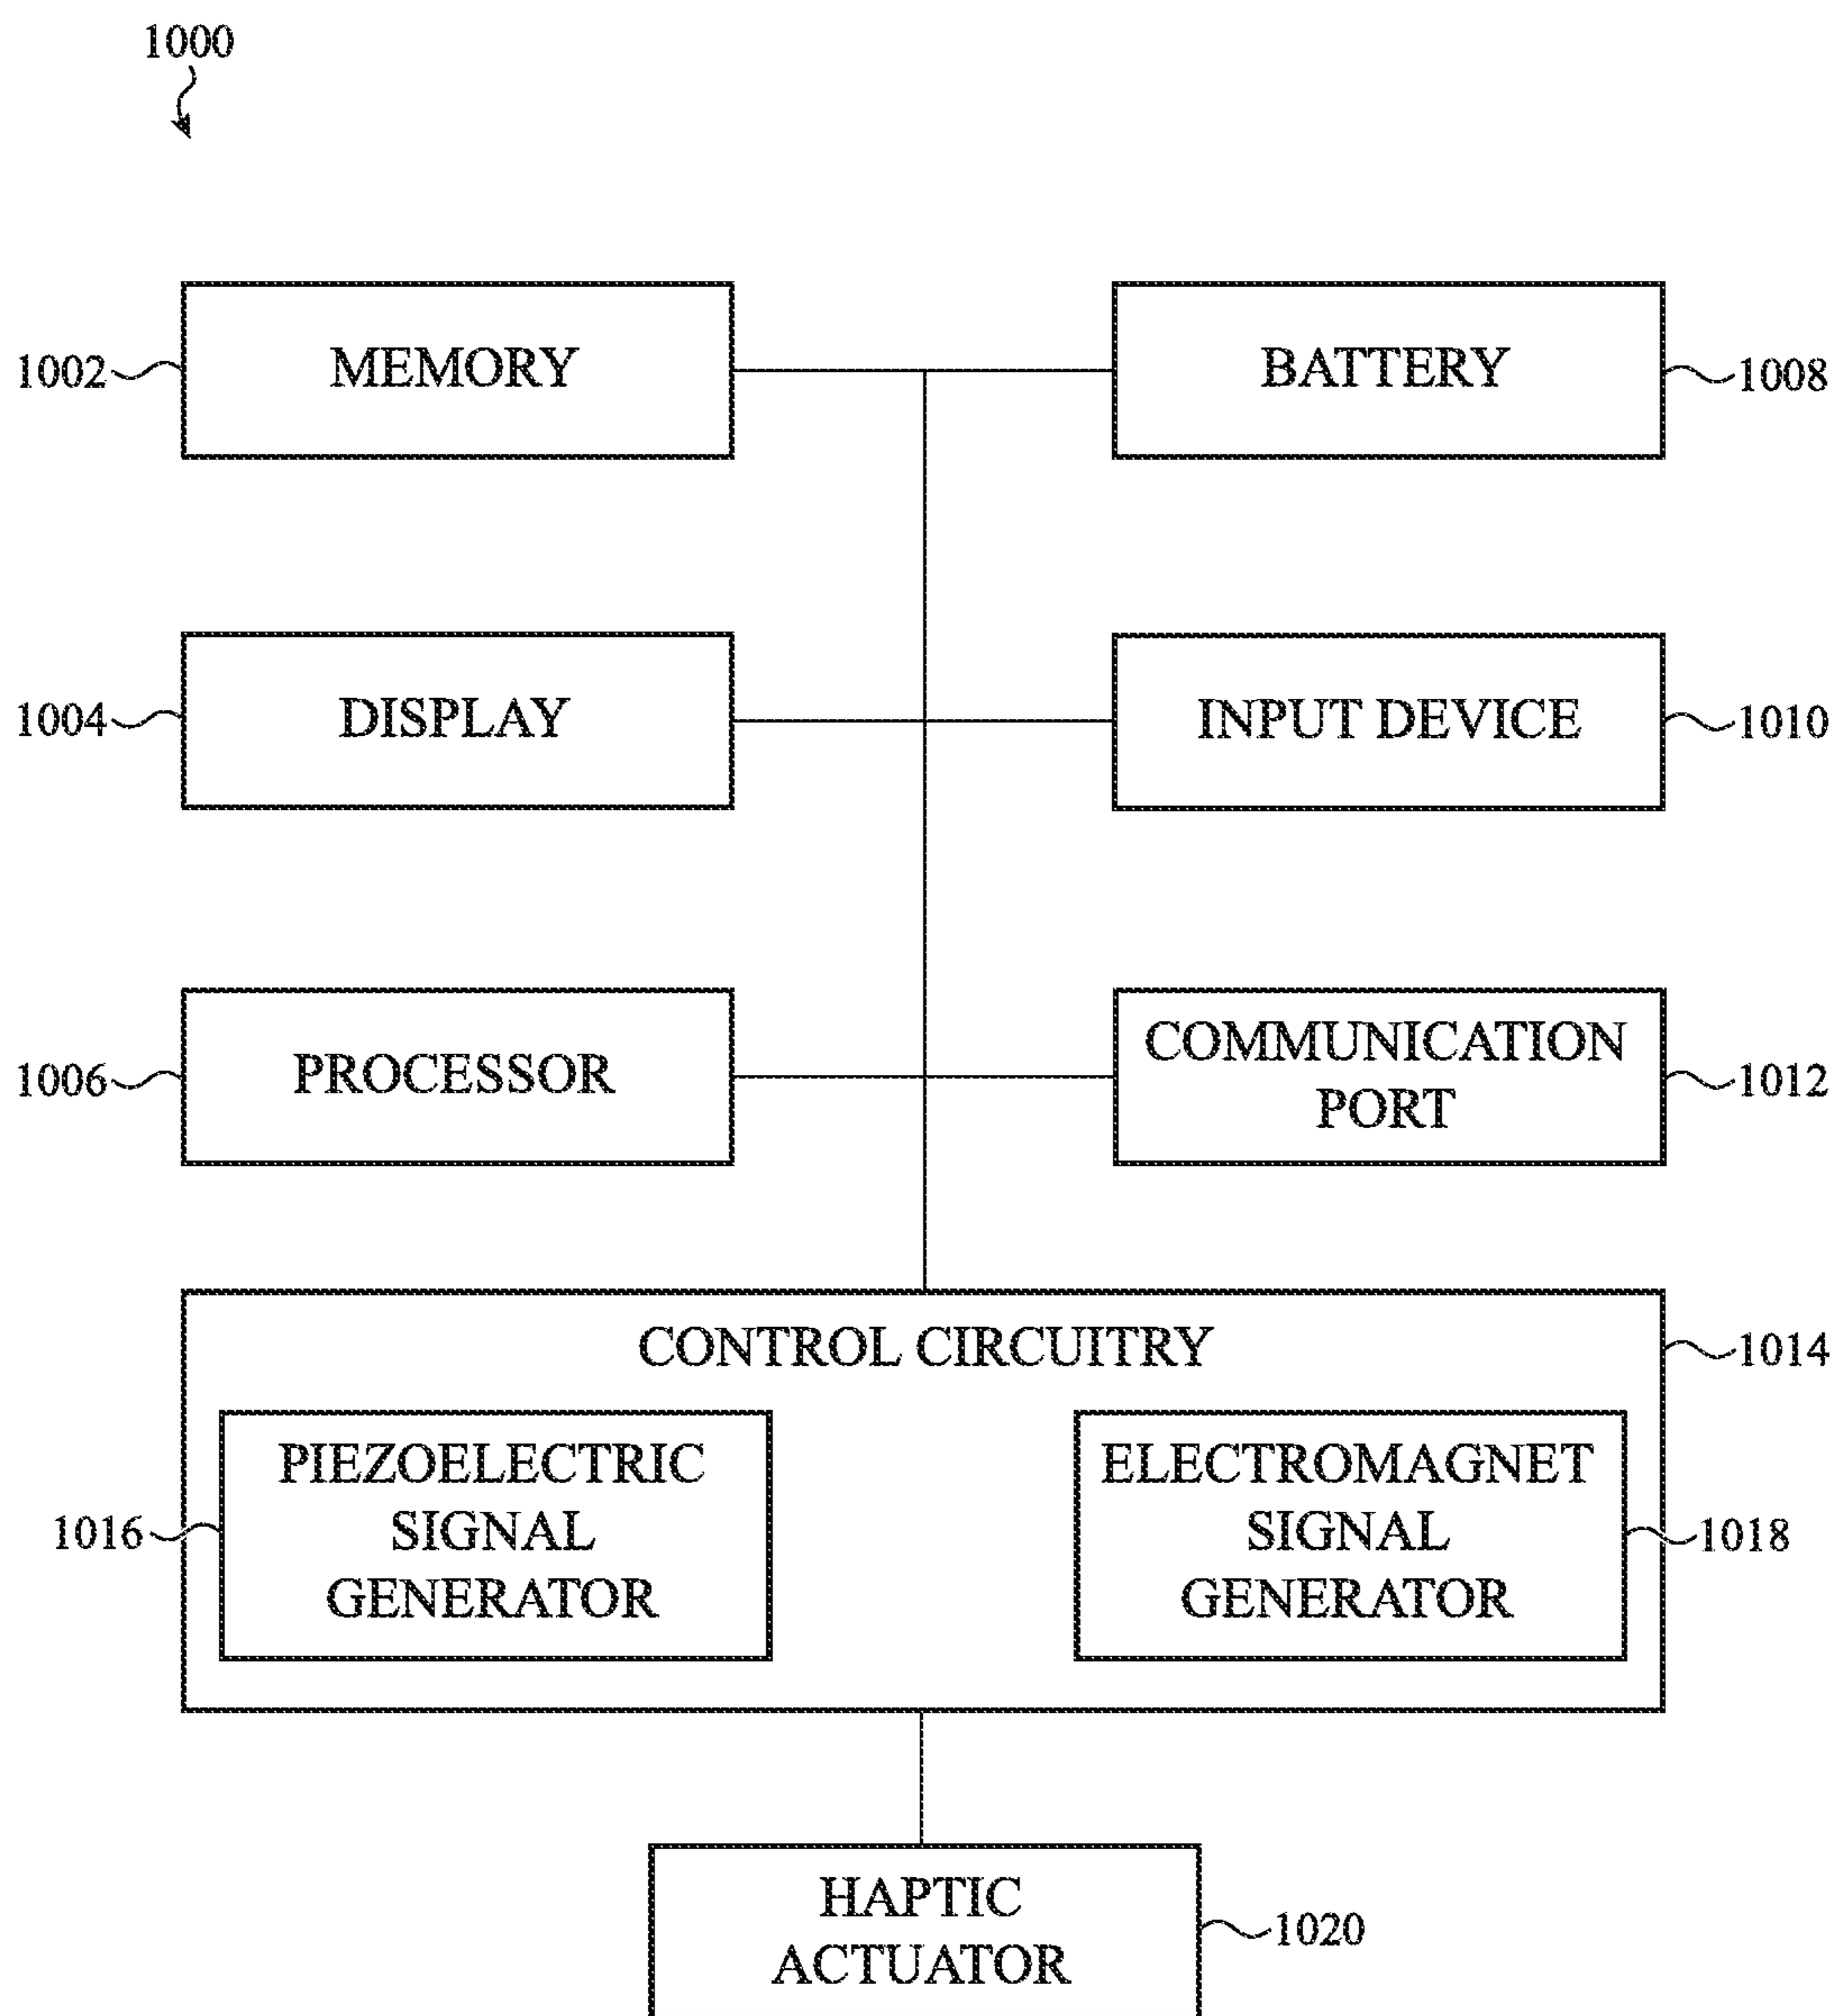 1000
1002
MEMORY
BATTERY
1008
1004
DISPLAY
INPUT DEVICE
1010
1006
PROCESSOR
COMMUNICATION
PORT
1012
CONTROL CIRCUITRY
1014
1016
PIEZOELECTRIC
SIGNAL
GENERATOR
ELECTROMAGNET
SIGNAL
GENERATOR
1018
HAPTIC
ACTUATOR
1020